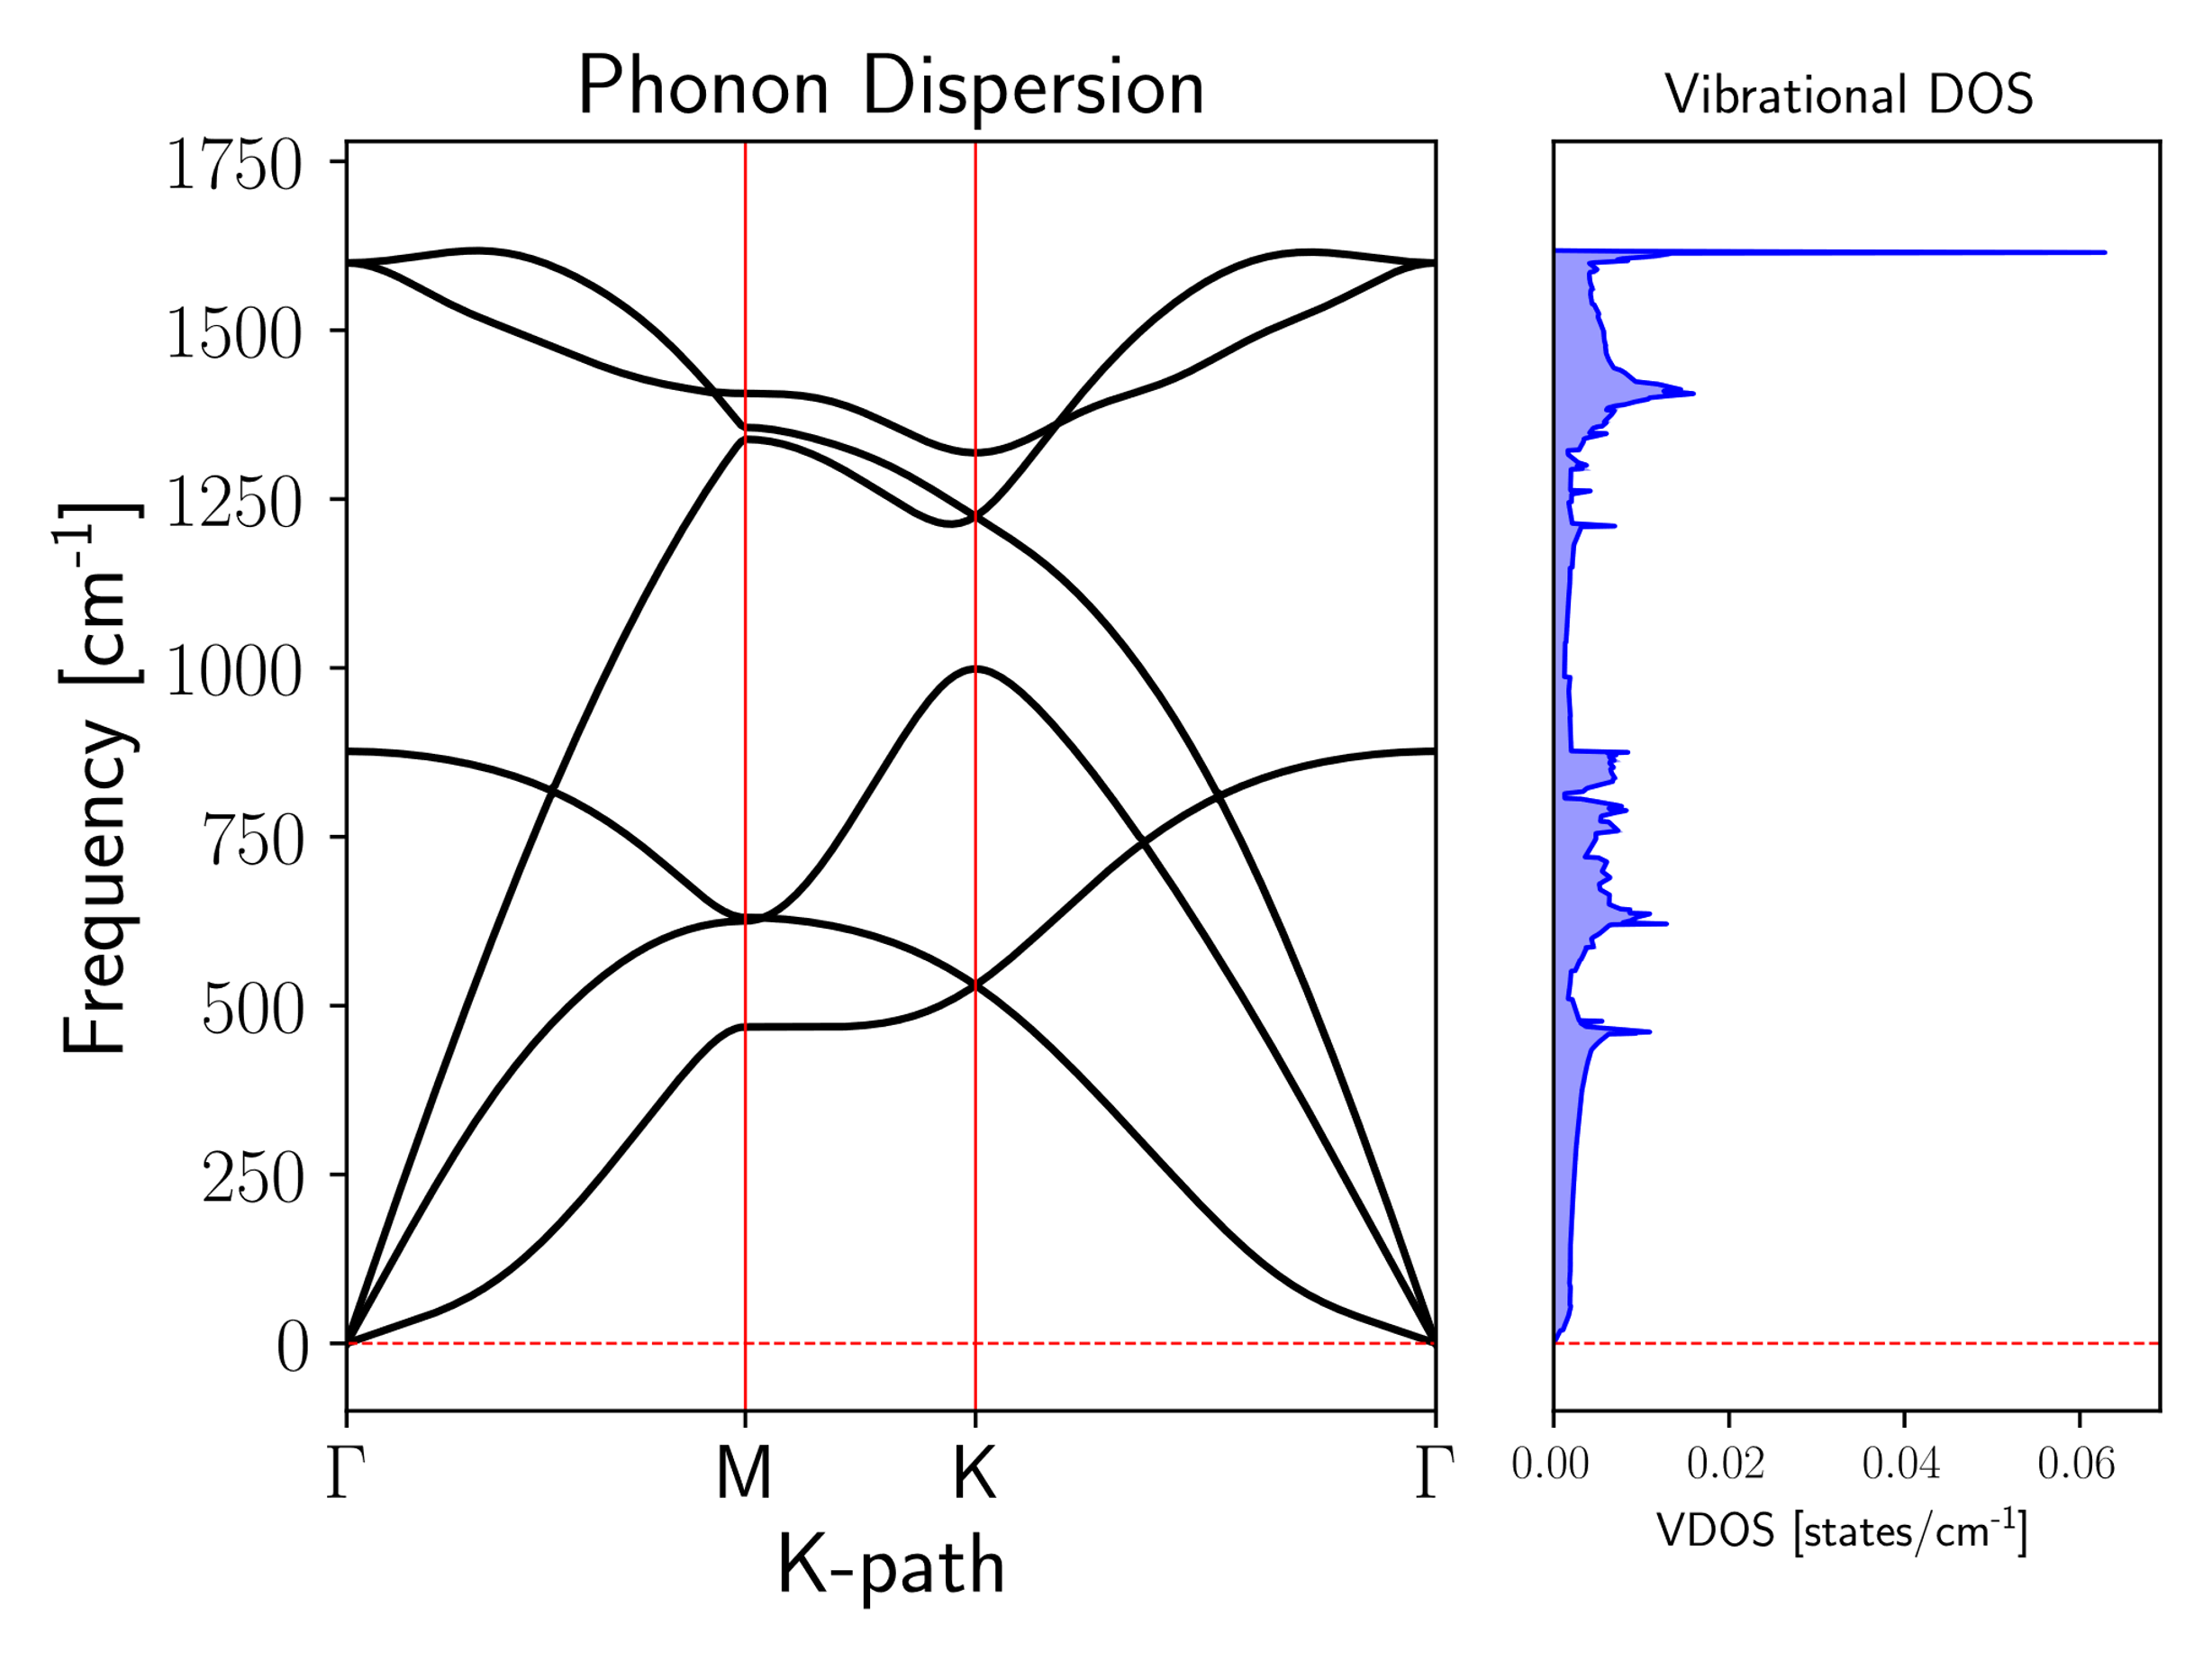 Phonon Dispersion
Vibrational DOS
Frequency [cm-1]
1750
1500
1250
1000
750
500
250
0
Γ M K Γ
K-path
0.00 0.02 0.04 0.06
VDOS [states/cm-1]